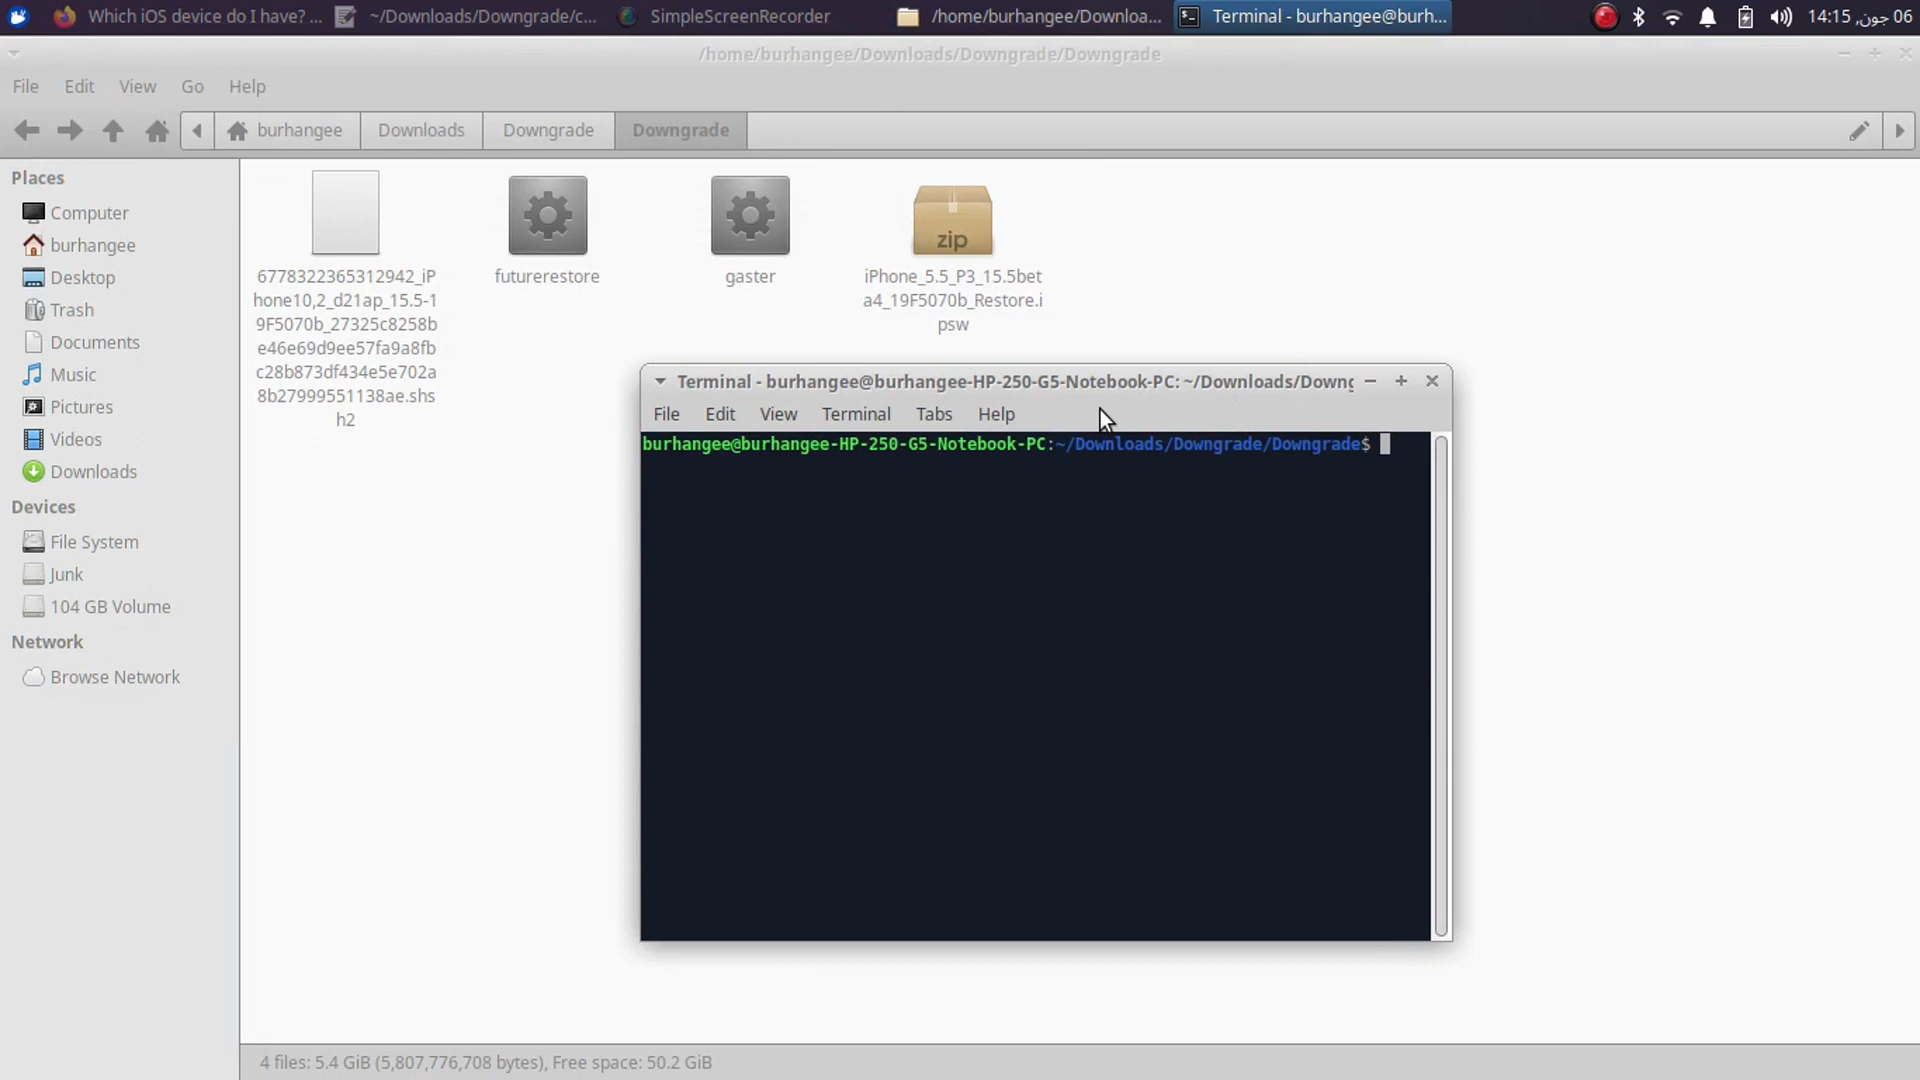 Which iOS device do I have? ...
~/Downloads/Downgrade/c...
SimpleScreenRecorder
/home/burhangee/Downloa...
Terminal - burhangee@burh...
06 جون, 14:15
/home/burhangee/Downloads/Downgrade/Downgrade
File Edit View Go Help
burhangee Downloads Downgrade Downgrade
Places
Computer
burhangee
Desktop
Trash
Documents
Music
Pictures
Videos
Downloads
Devices
File System
Junk
104 GB Volume
Network
Browse Network
6778322365312942_iP
hone10,2_d21ap_15.5-1
9F5070b_27325c8258b
e46e69d9ee57fa9a8fb
c28b873df434e5e702a
8b27999551138ae.shs
h2
futurerestore
gaster
zip
iPhone_5.5_P3_15.5bet
a4_19F5070b_Restore.i
psw
Terminal - burhangee@burhangee-HP-250-G5-Notebook-PC: ~/Downloads/Downg
File Edit View Terminal Tabs Help
burhangee@burhangee-HP-250-G5-Notebook-PC:~/Downloads/Downgrade/Downgrade$
4 files: 5.4 GiB (5,807,776,708 bytes), Free space: 50.2 GiB